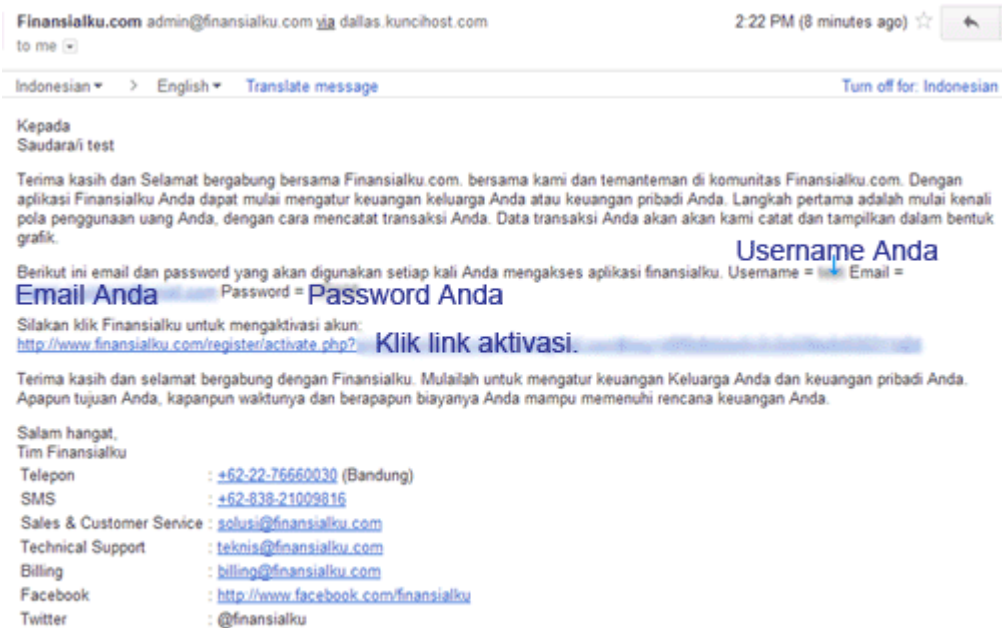 Finansialku.com admin@finansialku.com via dallas.kuncihost.com 2:22 PM (8 minutes ago)
to me
Indonesian > English Translate message Turn off for: Indonesian
Kepada
Saudara/i test
Terima kasih dan Selamat bergabung bersama Finansialku.com. bersama kami dan temanteman di komunitas Finansialku.com. Dengan
aplikasi Finansialku Anda dapat mulai mengatur keuangan keluarga Anda atau keuangan pribadi Anda. Langkah pertama adalah mulai kenali
pola penggunaan uang Anda, dengan cara mencatat transaksi Anda. Data transaksi Anda akan akan kami catat dan tampilkan dalam bentuk
grafik.
Username Anda
Berikut ini email dan password yang akan digunakan setiap kali Anda mengakses aplikasi finansialku. Username = Email =
Email Anda Password = Password Anda
Silakan klik Finansialku untuk mengaktivasi akun:
http://www.finansialku.com/register/activate.php? Klik link aktivasi.
Terima kasih dan selamat bergabung dengan Finansialku. Mulailah untuk mengatur keuangan Keluarga Anda dan keuangan pribadi Anda.
Apapun tujuan Anda, kapanpun waktunya dan berapapun biayanya Anda mampu memenuhi rencana keuangan Anda.
Salam hangat,
Tim Finansialku
Telepon : +62-22-76660030 (Bandung)
SMS : +62-838-21009816
Sales & Customer Service : solusi@finansialku.com
Technical Support : teknis@finansialku.com
Billing : billing@finansialku.com
Facebook : http://www.facebook.com/finansialku
Twitter : @finansialku